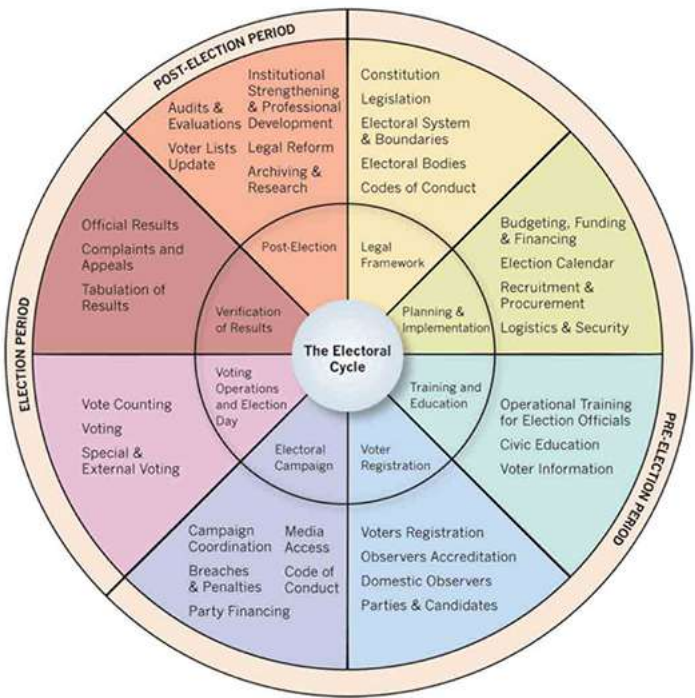 POST-ELECTION PERIOD
Institutional
Strengthening
& Professional
Development
Legal Reform
Archiving &
Research
Audits &
Evaluations
Voter Lists
Update
Post-Election
Constitution
Legislation
Electoral System
& Boundaries
Electoral Bodies
Codes of Conduct
Legal
Framework
Budgeting, Funding
& Financing
Election Calendar
Recruitment &
Procurement
Logistics & Security
Planning &
Implementation
PRE-ELECTION PERIOD
Operational Training
for Election Officials
Civic Education
Voter Information
Training and
Education
Voter
Registration
Voters Registration
Observers Accreditation
Domestic Observers
Parties & Candidates
Electoral
Campaign
Campaign
Coordination
Breaches
& Penalties
Party Financing
Media
Access
Code of
Conduct
ELECTION PERIOD
Voting
Operations
and Election
Day
Vote Counting
Voting
Special &
External Voting
Verification
of Results
Official Results
Complaints and
Appeals
Tabulation of
Results
The Electoral
Cycle